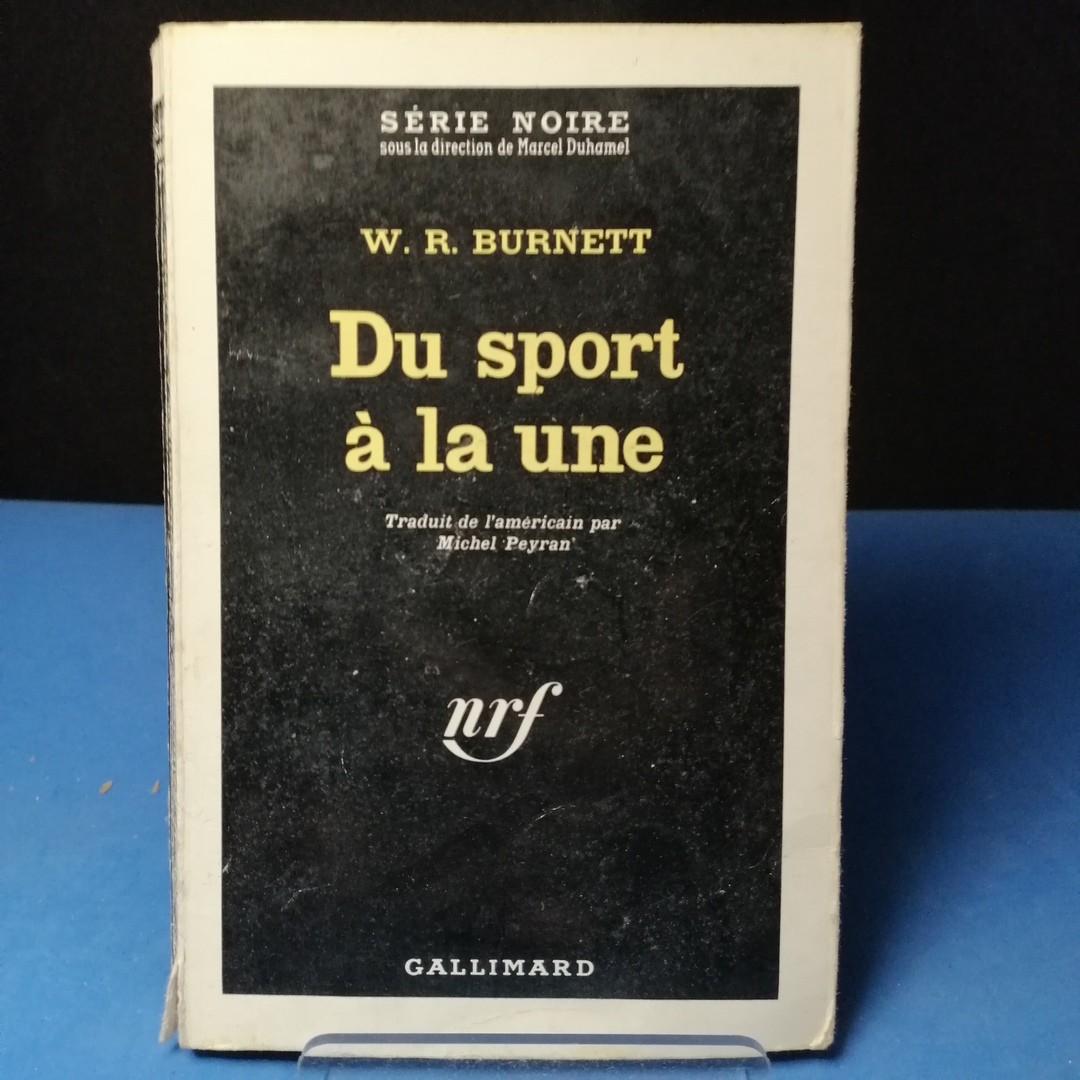 SÉRIE NOIRE
sous la direction de Marcel Duhamel
W. R. BURNETT
Du sport
à la une
Traduit de l'américain par
Michel Peyran
nrf
GALLIMARD